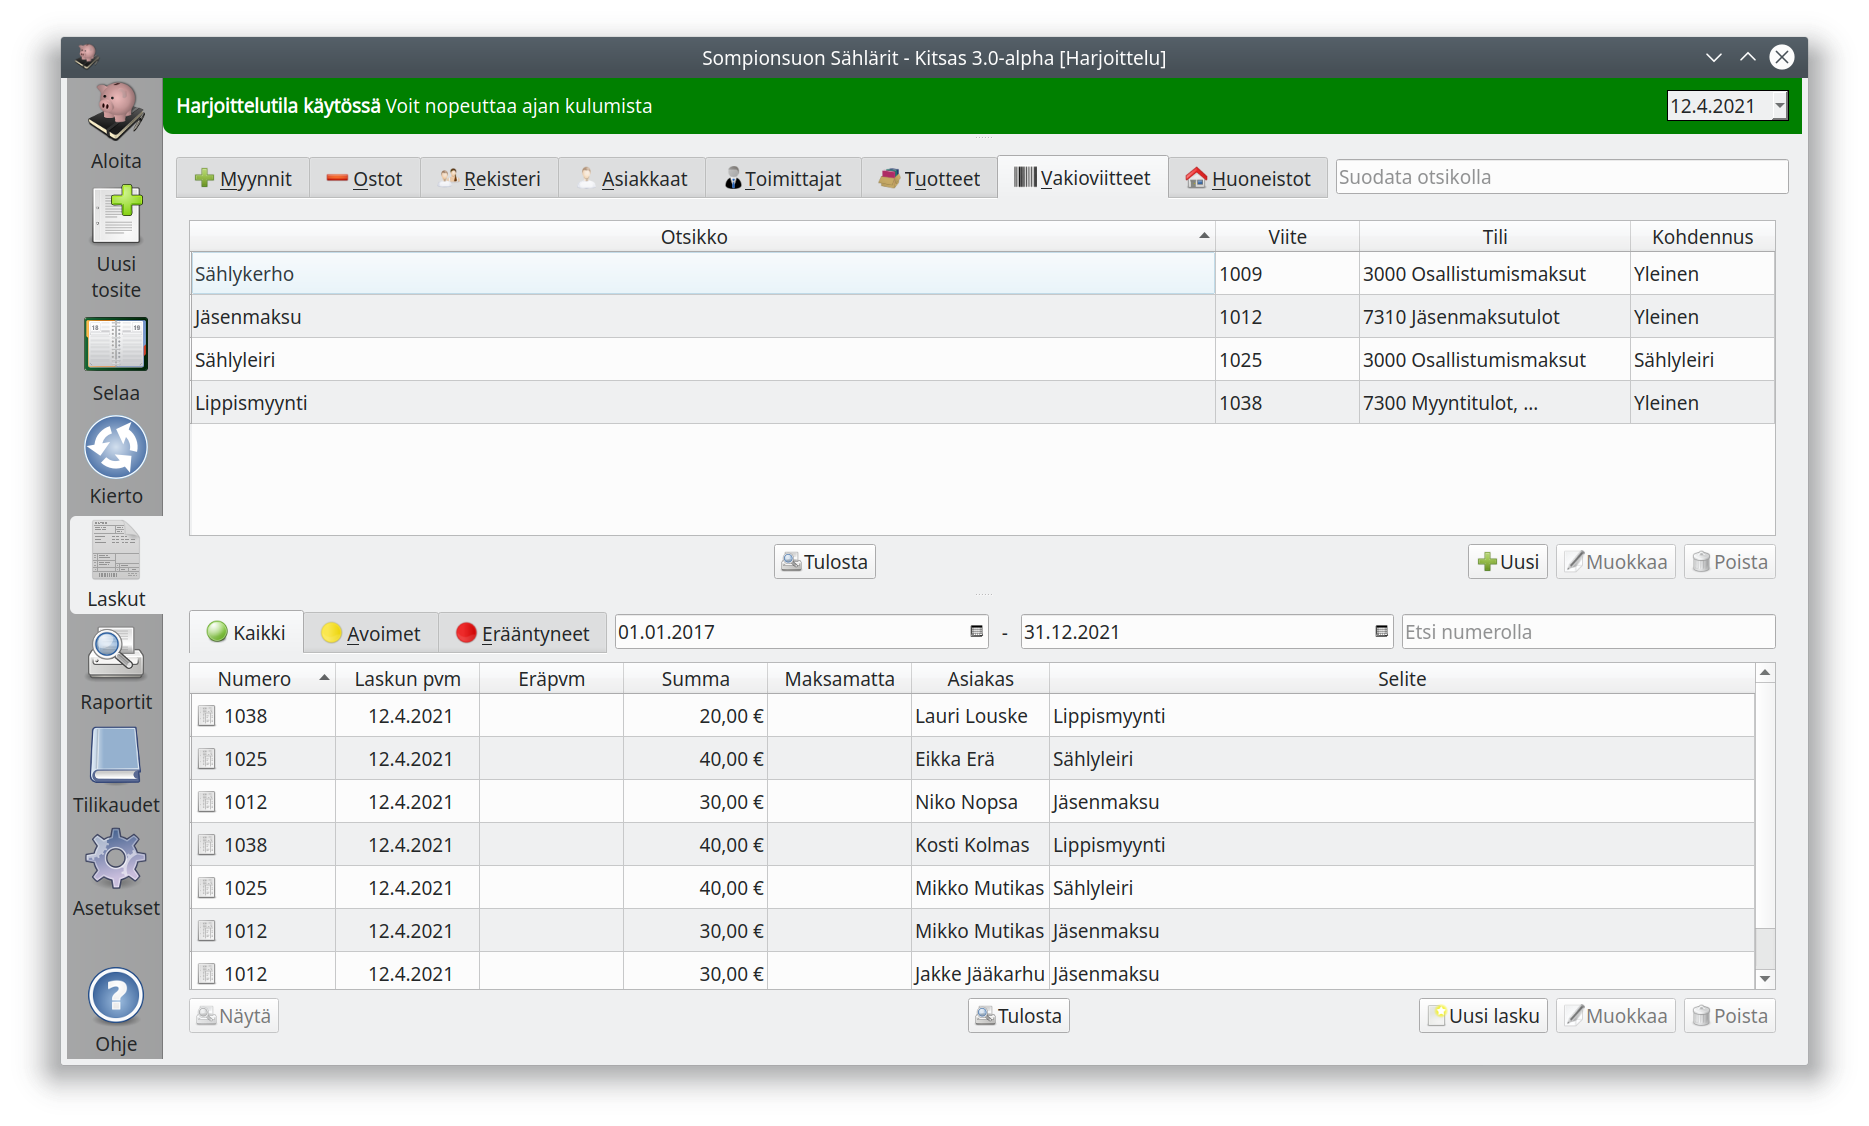 Sompionsuon Sählärit - Kitsas 3.0-alpha [Harjoittelu]
Harjoittelutila käytössä Voit nopeuttaa ajan kulumista
12.4.2021
Aloita
Uusi
tosite
Selaa
Kierto
Laskut
Raportit
Tilikaudet
Asetukset
Ohje
Myynnit Ostot Rekisteri Asiakkaat Toimittajat Tuotteet Vakioviitteet Huoneistot Suodata otsikolla
Otsikko Viite Tili Kohdennus
Sählykerho 1009 3000 Osallistumismaksut Yleinen
Jäsenmaksu 1012 7310 Jäsenmaksutulot Yleinen
Sählyleiri 1025 3000 Osallistumismaksut Sählyleiri
Lippismyynti 1038 7300 Myyntitulot, ... Yleinen
Tulosta Uusi Muokkaa Poista
Kaikki Avoimet Erääntyneet 01.01.2017 - 31.12.2021 Etsi numerolla
Numero Laskun pvm Eräpvm Summa Maksamatta Asiakas Selite
1038 12.4.2021 20,00 € Lauri Louske Lippismyynti
1025 12.4.2021 40,00 € Eikka Erä Sählyleiri
1012 12.4.2021 30,00 € Niko Nopsa Jäsenmaksu
1038 12.4.2021 40,00 € Kosti Kolmas Lippismyynti
1025 12.4.2021 40,00 € Mikko Mutikas Sählyleiri
1012 12.4.2021 30,00 € Mikko Mutikas Jäsenmaksu
1012 12.4.2021 30,00 € Jakke Jääkarhu Jäsenmaksu
Näytä Tulosta Uusi lasku Muokkaa Poista